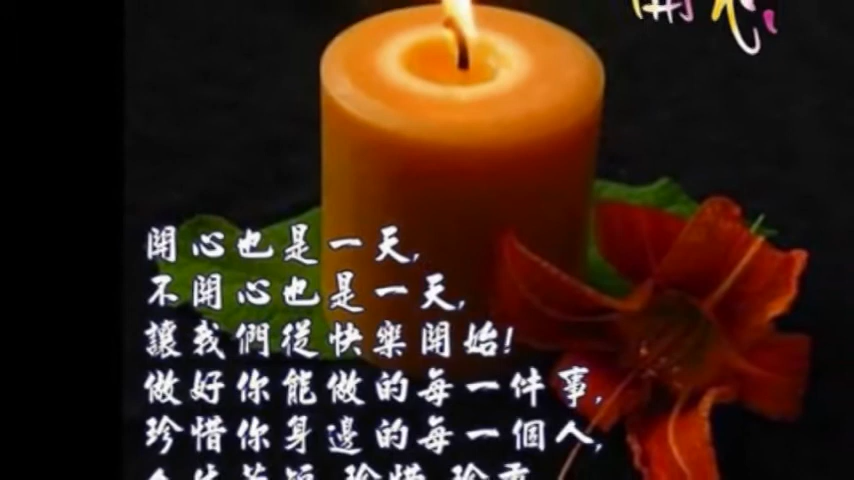 開心
開心也是一天,
不開心也是一天,
讓我們從快樂開始!
做好你能做的每一件事,
珍惜你身邊的每一個人,